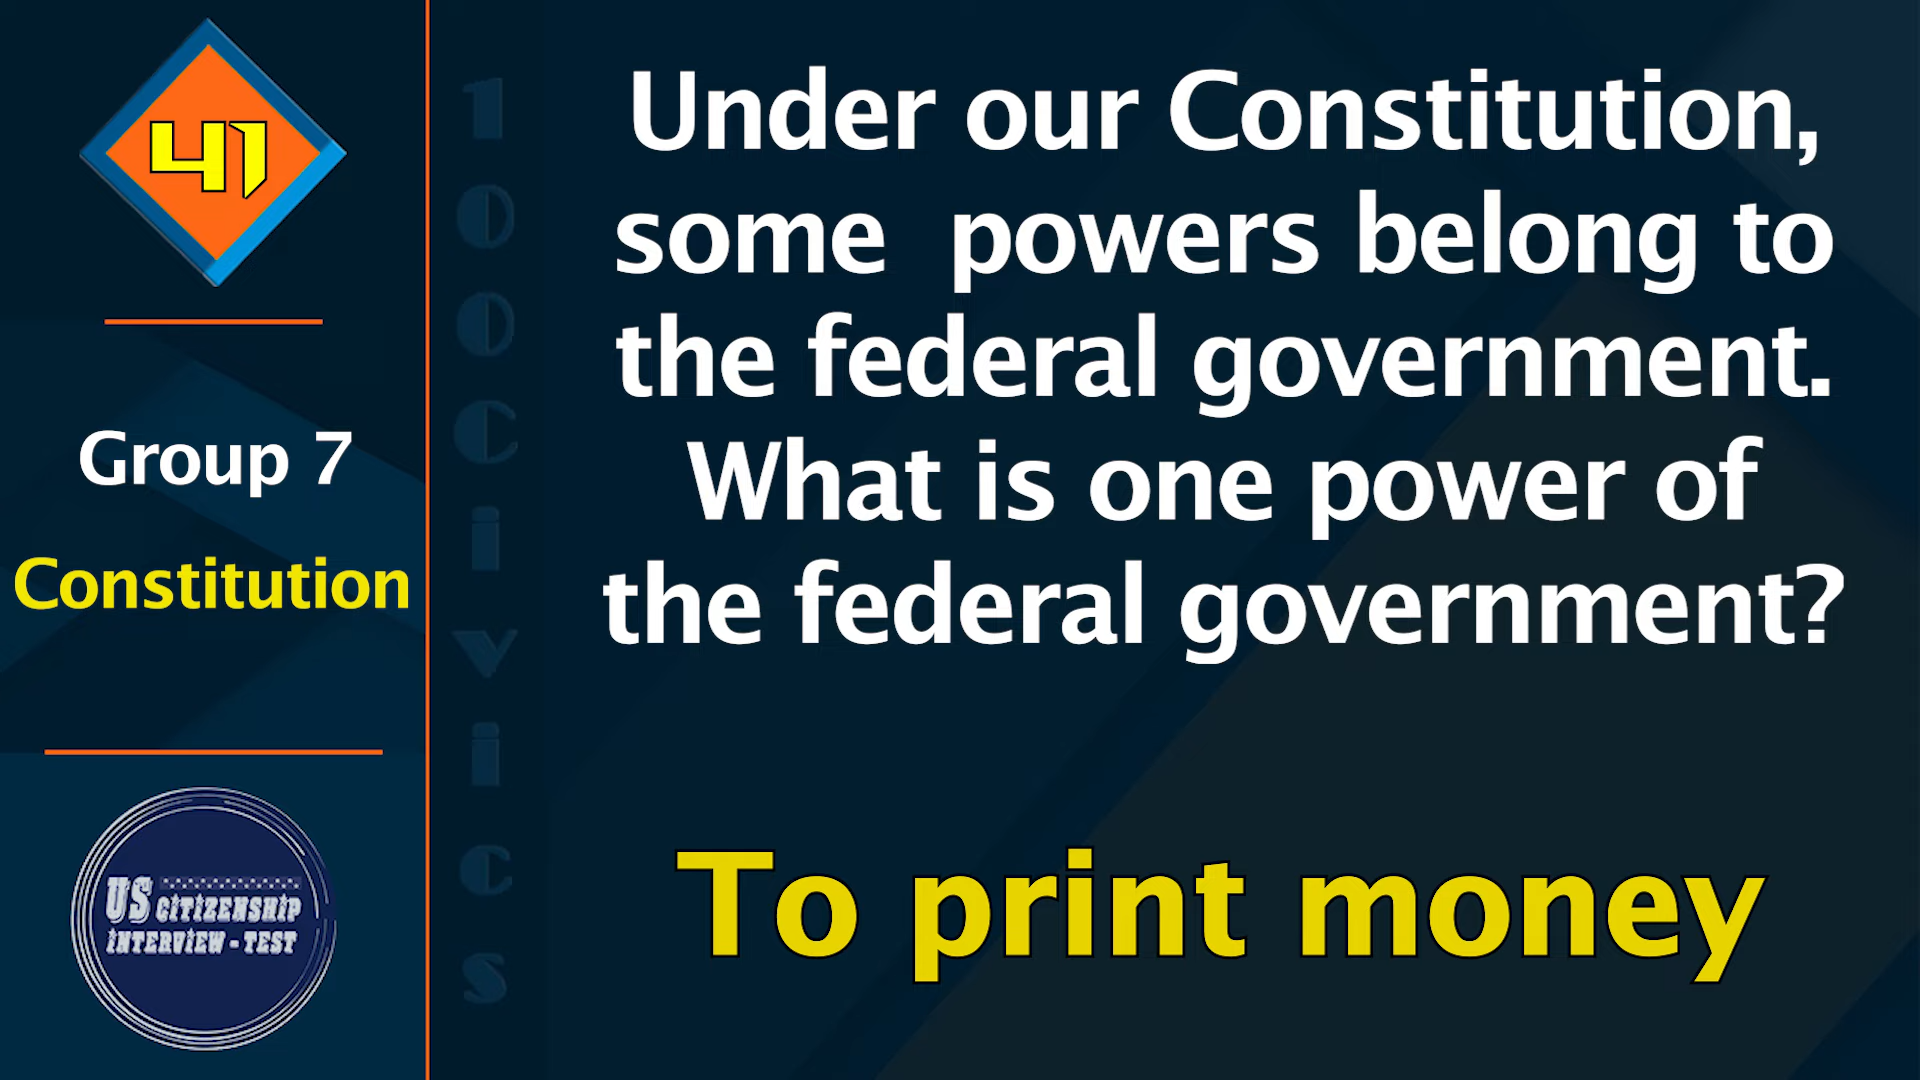 41
Group 7
Constitution
US CITIZENSHIP
INTERVIEW - TEST
100 Civics
Under our Constitution,
some powers belong to
the federal government.
What is one power of
the federal government?
To print money